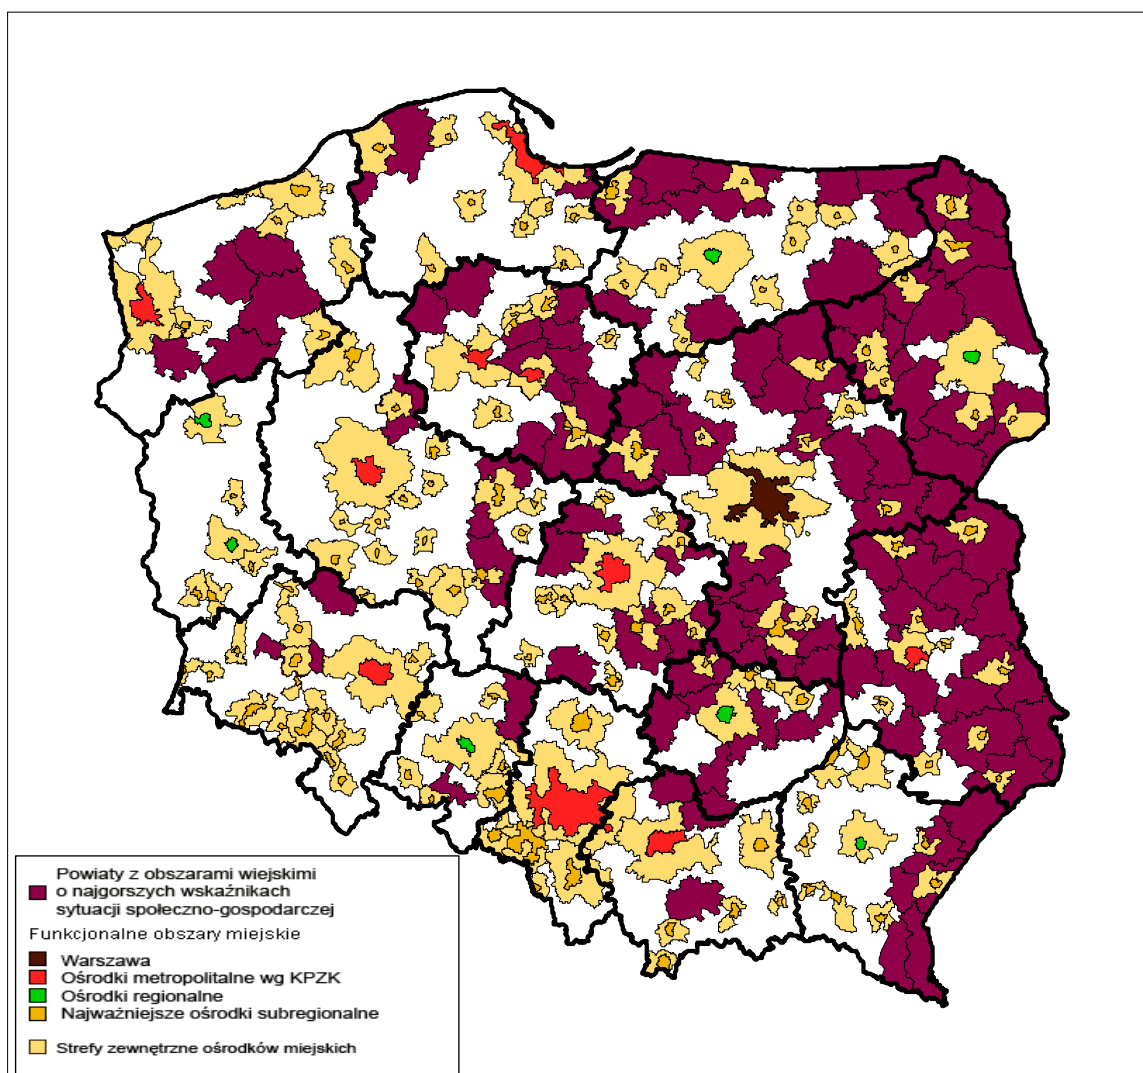 Powiaty z obszarami wiejskimi
o najgorszych wskaźnikach
sytuacji społeczno-gospodarczej
Funkcjonalne obszary miejskie
Warszawa
Ośrodki metropolitalne wg KPZK
Ośrodki regionalne
Najważniejsze ośrodki subregionalne
Strefy zewnętrzne ośrodków miejskich